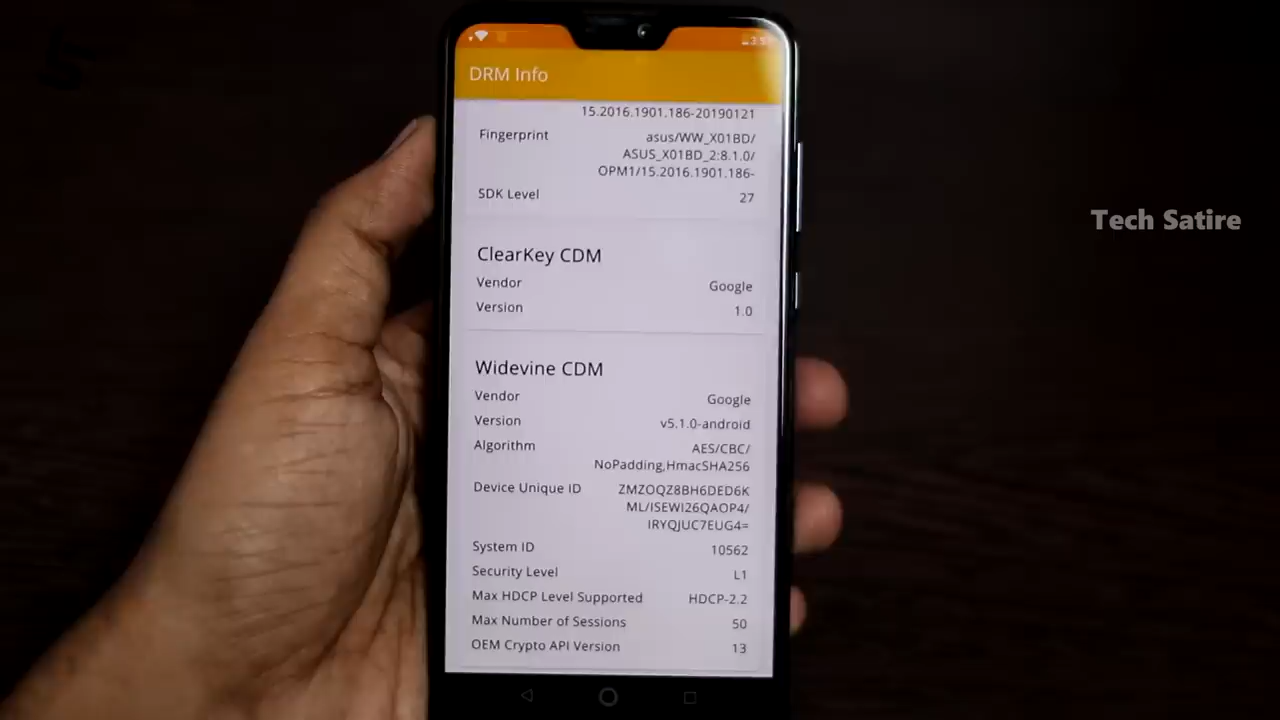 DRM Info
15.2016.1901.186-20190121
Fingerprint
asus/WW_X01BD/
ASUS_X01BD_2:8.1.0/
OPM1/15.2016.1901.186-
SDK Level 27
ClearKey CDM
Vendor Google
Version 1.0
Widevine CDM
Vendor Google
Version v5.1.0-android
Algorithm AES/CBC/
NoPadding,HmacSHA256
Device Unique ID ZMZOQZ8BH6DED6K
ML/ISEWI26QAOP4/
IRYQJUC7EUG4=
System ID 10562
Security Level L1
Max HDCP Level Supported HDCP-2.2
Max Number of Sessions 50
OEM Crypto API Version 13
Tech Satire